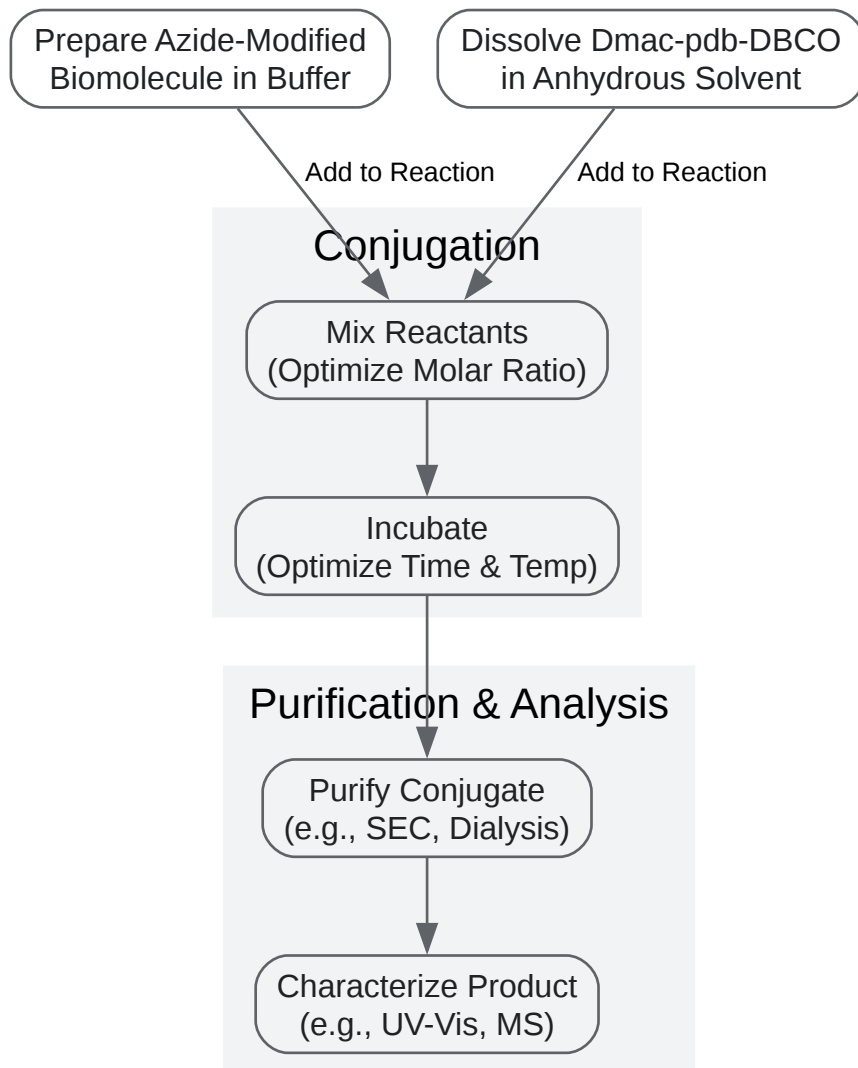 Prepare Azide-Modified
Biomolecule in Buffer
Dissolve Dmac-pdb-DBCO
in Anhydrous Solvent
Add to Reaction
Add to Reaction
Conjugation
Mix Reactants
(Optimize Molar Ratio)
Incubate
(Optimize Time & Temp)
Purification & Analysis
Purify Conjugate
(e.g., SEC, Dialysis)
Characterize Product
(e.g., UV-Vis, MS)